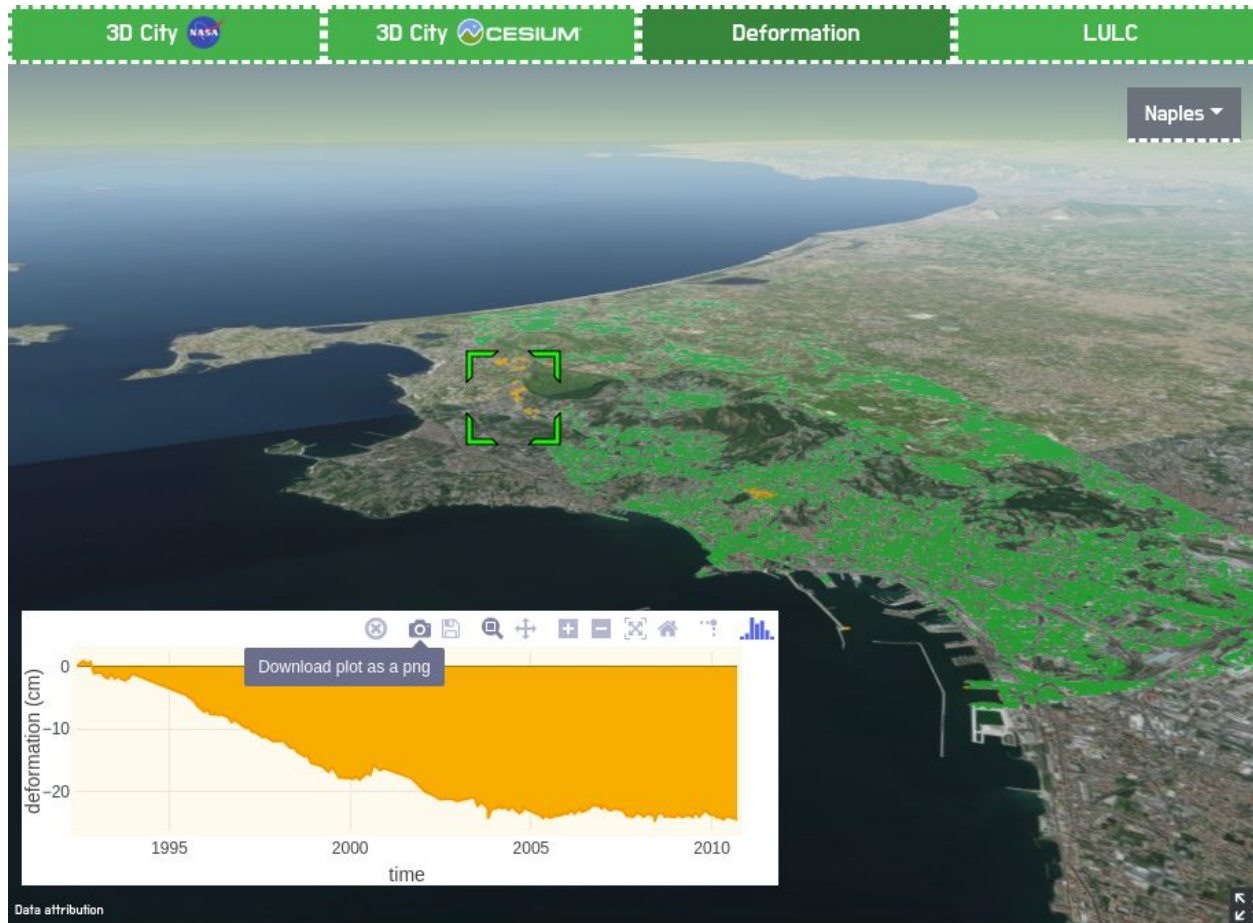 3D City NASA
3D City CESIUM
Deformation
LULC
Naples
Download plot as a png
0
−10
−20
deformation (cm)
1995
2000
2005
2010
time
Data attribution